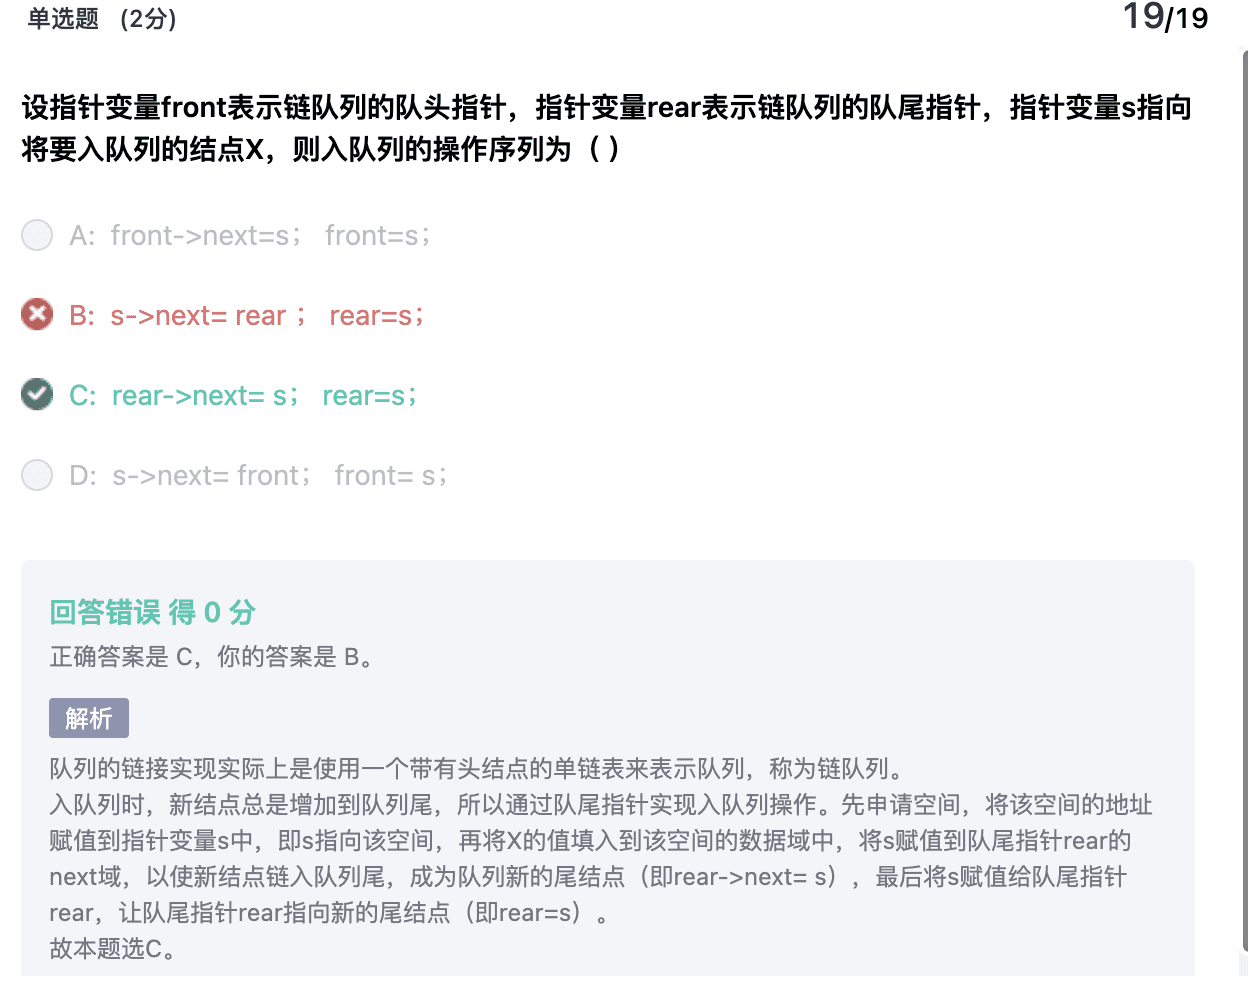 单选题 (2分)
19/19
设指针变量front表示链队列的队头指针，指针变量rear表示链队列的队尾指针，指针变量s指向
将要入队列的结点X，则入队列的操作序列为（ ）
A: front->next=s； front=s；
B: s->next= rear ； rear=s；
C: rear->next= s； rear=s；
D: s->next= front； front= s；
回答错误 得 0 分
正确答案是 C，你的答案是 B。
解析
队列的链接实现实际上是使用一个带有头结点的单链表来表示队列，称为链队列。
入队列时，新结点总是增加到队列尾，所以通过队尾指针实现入队列操作。先申请空间，将该空间的地址
赋值到指针变量s中，即s指向该空间，再将X的值填入到该空间的数据域中，将s赋值到队尾指针rear的
next域，以使新结点链入队列尾，成为队列新的尾结点（即rear->next= s），最后将s赋值给队尾指针
rear，让队尾指针rear指向新的尾结点（即rear=s）。
故本题选C。